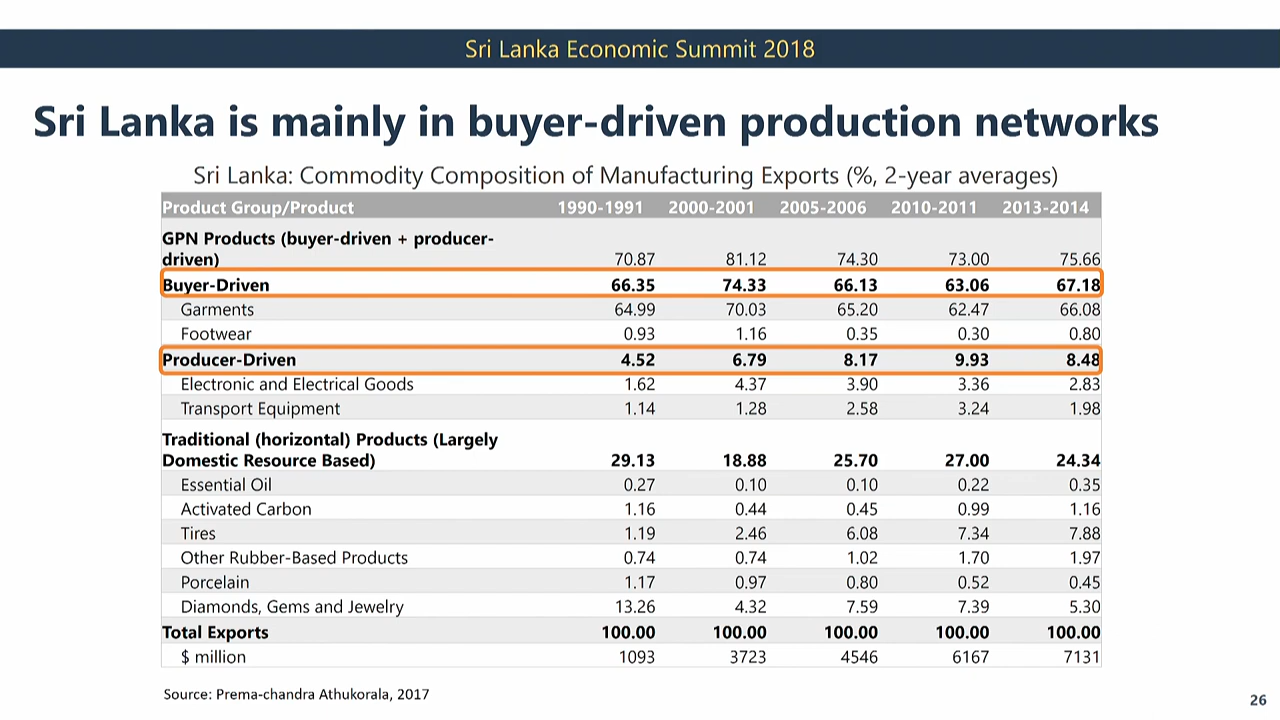 Sri Lanka Economic Summit 2018
Sri Lanka is mainly in buyer-driven production networks
Sri Lanka: Commodity Composition of Manufacturing Exports (%, 2-year averages)
Product Group/Product 1990-1991 2000-2001 2005-2006 2010-2011 2013-2014
GPN Products (buyer-driven + producer-
driven) 70.87 81.12 74.30 73.00 75.66
Buyer-Driven 66.35 74.33 66.13 63.06 67.18
Garments 64.99 70.03 65.20 62.47 66.08
Footwear 0.93 1.16 0.35 0.30 0.80
Producer-Driven 4.52 6.79 8.17 9.93 8.48
Electronic and Electrical Goods 1.62 4.37 3.90 3.36 2.83
Transport Equipment 1.14 1.28 2.58 3.24 1.98
Traditional (horizontal) Products (Largely
Domestic Resource Based) 29.13 18.88 25.70 27.00 24.34
Essential Oil 0.27 0.10 0.10 0.22 0.35
Activated Carbon 1.16 0.44 0.45 0.99 1.16
Tires 1.19 2.46 6.08 7.34 7.88
Other Rubber-Based Products 0.74 0.74 1.02 1.70 1.97
Porcelain 1.17 0.97 0.80 0.52 0.45
Diamonds, Gems and Jewelry 13.26 4.32 7.59 7.39 5.30
Total Exports 100.00 100.00 100.00 100.00 100.00
$ million 1093 3723 4546 6167 7131
Source: Prema-chandra Athukorala, 2017
26